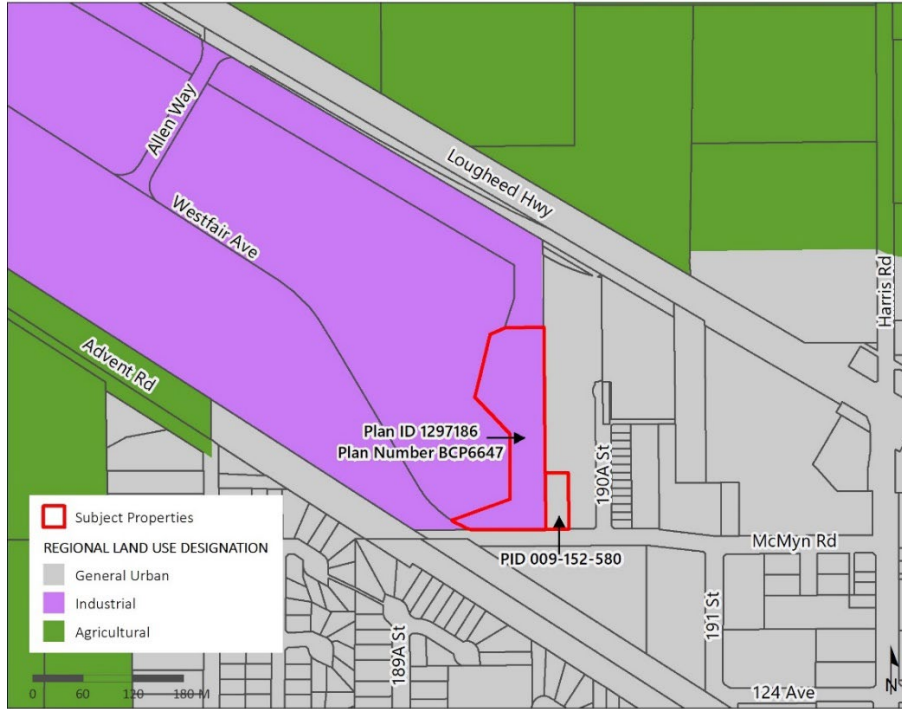 Allen Way
Lougheed Hwy
Westfair Ave
Harris Rd
Advent Rd
Plan ID 1297186
Plan Number BCP6647
190A St
McMyn Rd
PID 009-152-580
191 St
189A St
124 Ave
Subject Properties
REGIONAL LAND USE DESIGNATION
General Urban
Industrial
Agricultural
0 60 120 180 M
N